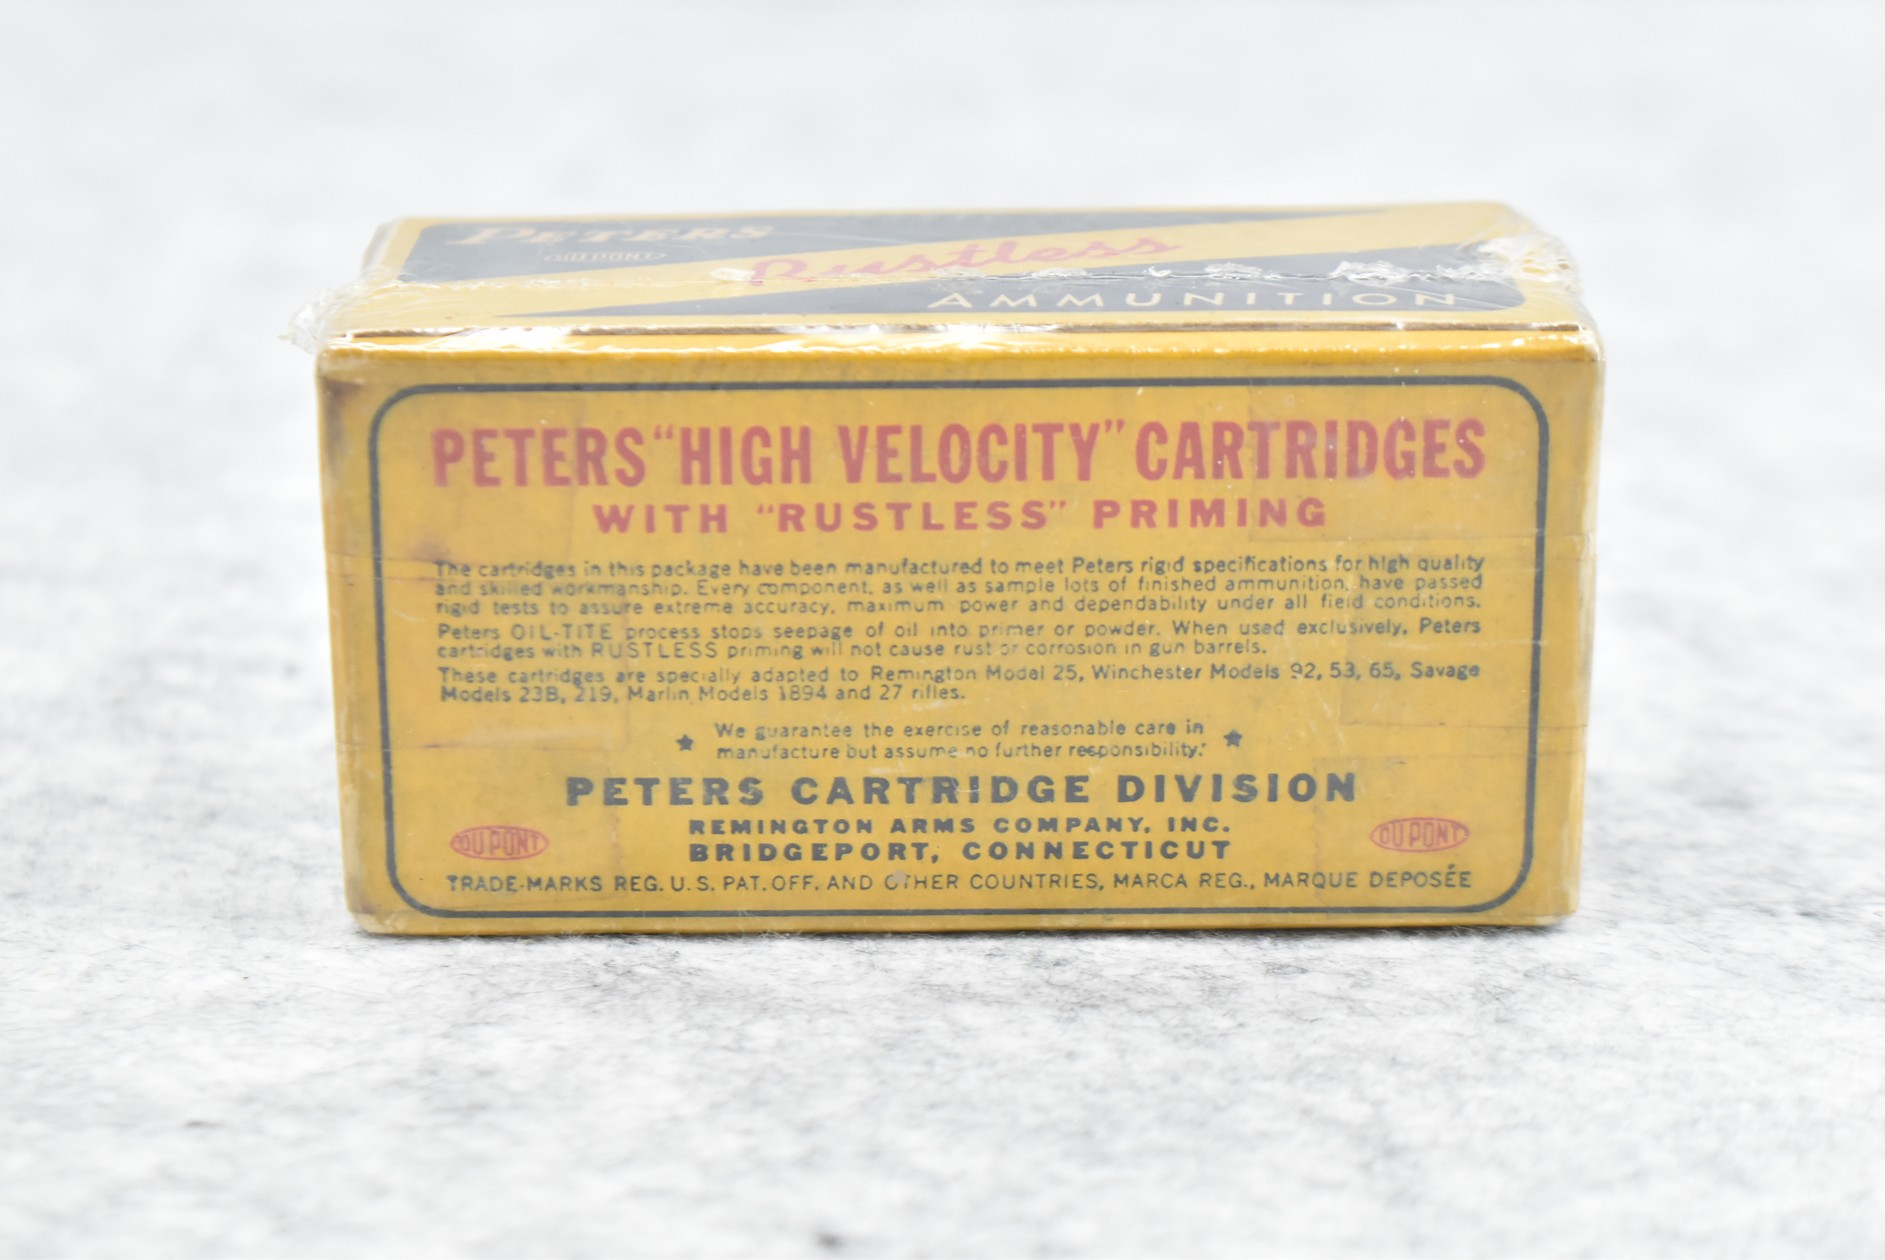 PETERS
DU PONT
Rustless
AMMUNITION
PETERS "HIGH VELOCITY" CARTRIDGES
WITH "RUSTLESS" PRIMING
The cartridges in this package have been manufactured to meet Peters rigid specifications for high quality
and skilled workmanship. Every component, as well as sample lots of finished ammunition, have passed
rigid tests to assure extreme accuracy, maximum power and dependability under all field conditions.
Peters OIL-TITE process stops seepage of oil into primer or powder. When used exclusively, Peters
cartridges with RUSTLESS priming will not cause rust or corrosion in gun barrels.
These cartridges are specially adapted to Remington Model 25, Winchester Models 92, 53, 65, Savage
Models 23B, 219, Marlin Models 1894 and 27 rifles.
We guarantee the exercise of reasonable care in
manufacture but assume no further responsibility."
PETERS CARTRIDGE DIVISION
REMINGTON ARMS COMPANY, INC.
BRIDGEPORT, CONNECTICUT
DU PONT
DU PONT
TRADE-MARKS REG. U.S. PAT. OFF. AND OTHER COUNTRIES, MARCA REG., MARQUE DEPOSÉE